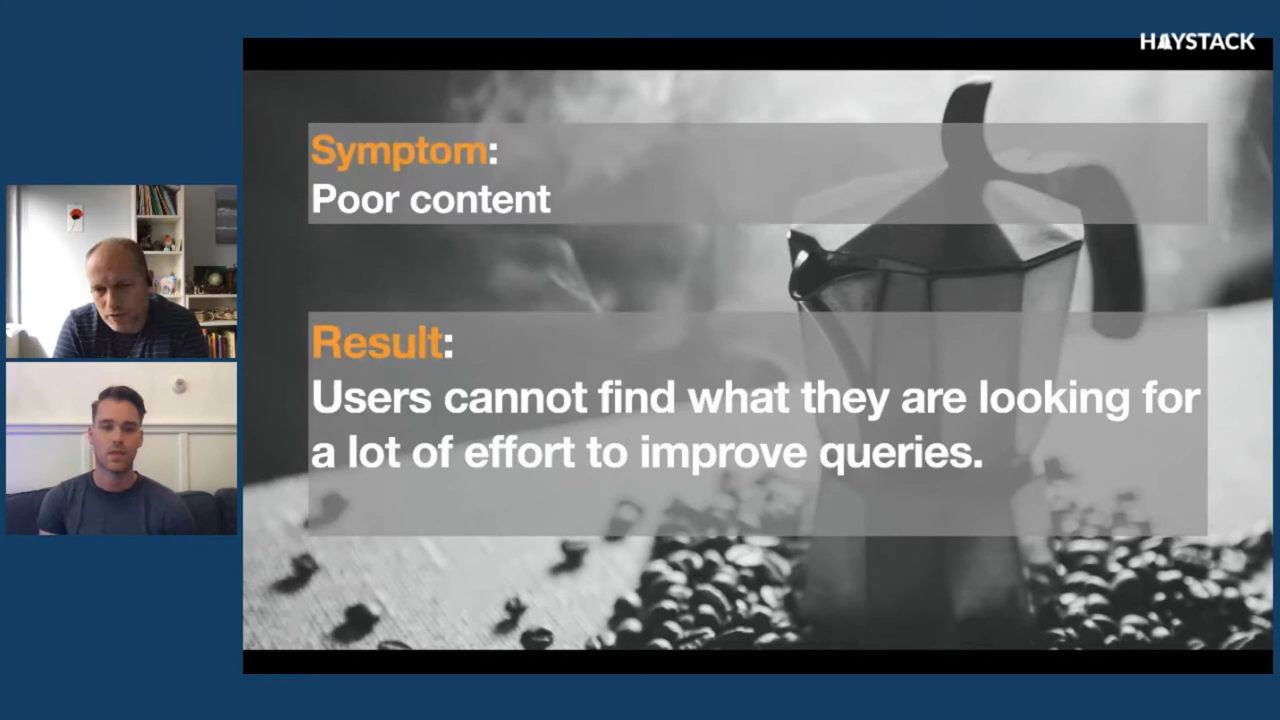 HAYSTACK
Symptom:
Poor content
Result:
Users cannot find what they are looking for
a lot of effort to improve queries.